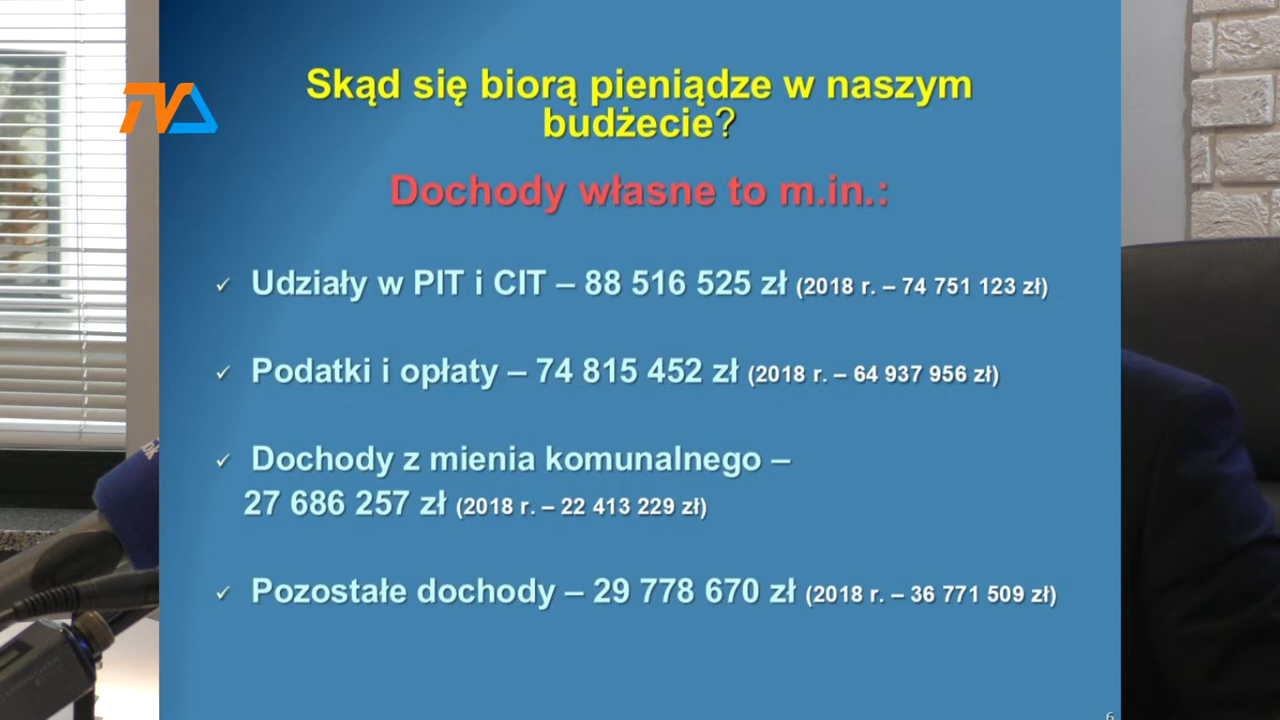 TVA
Skąd się biorą pieniądze w naszym
budżecie?
Dochody własne to m.in.:
✓ Udziały w PIT i CIT – 88 516 525 zł (2018 r. – 74 751 123 zł)
✓ Podatki i opłaty – 74 815 452 zł (2018 r. – 64 937 956 zł)
✓ Dochody z mienia komunalnego –
27 686 257 zł (2018 r. – 22 413 229 zł)
✓ Pozostałe dochody – 29 778 670 zł (2018 r. – 36 771 509 zł)
6